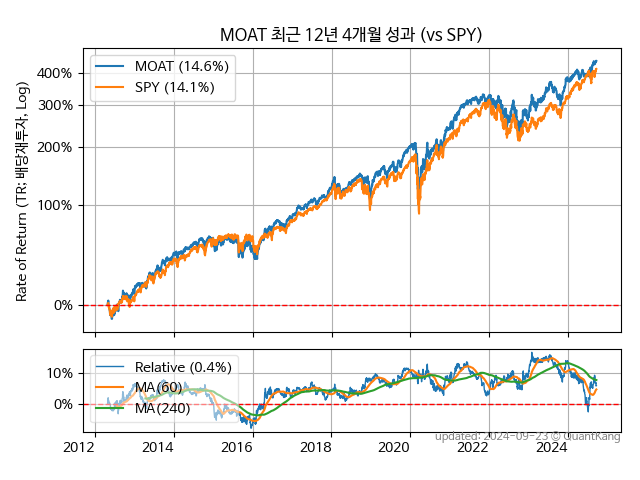 MOAT 최근 12년 4개월 성과 (vs SPY)
Rate of Return (TR; 배당재투자, Log)
400%
300%
200%
100%
0%
MOAT (14.6%)
SPY (14.1%)
10%
0%
Relative (0.4%)
MA(60)
MA(240)
2012 2014 2016 2018 2020 2022 2024
updated: 2024-09-23 © QuantKang